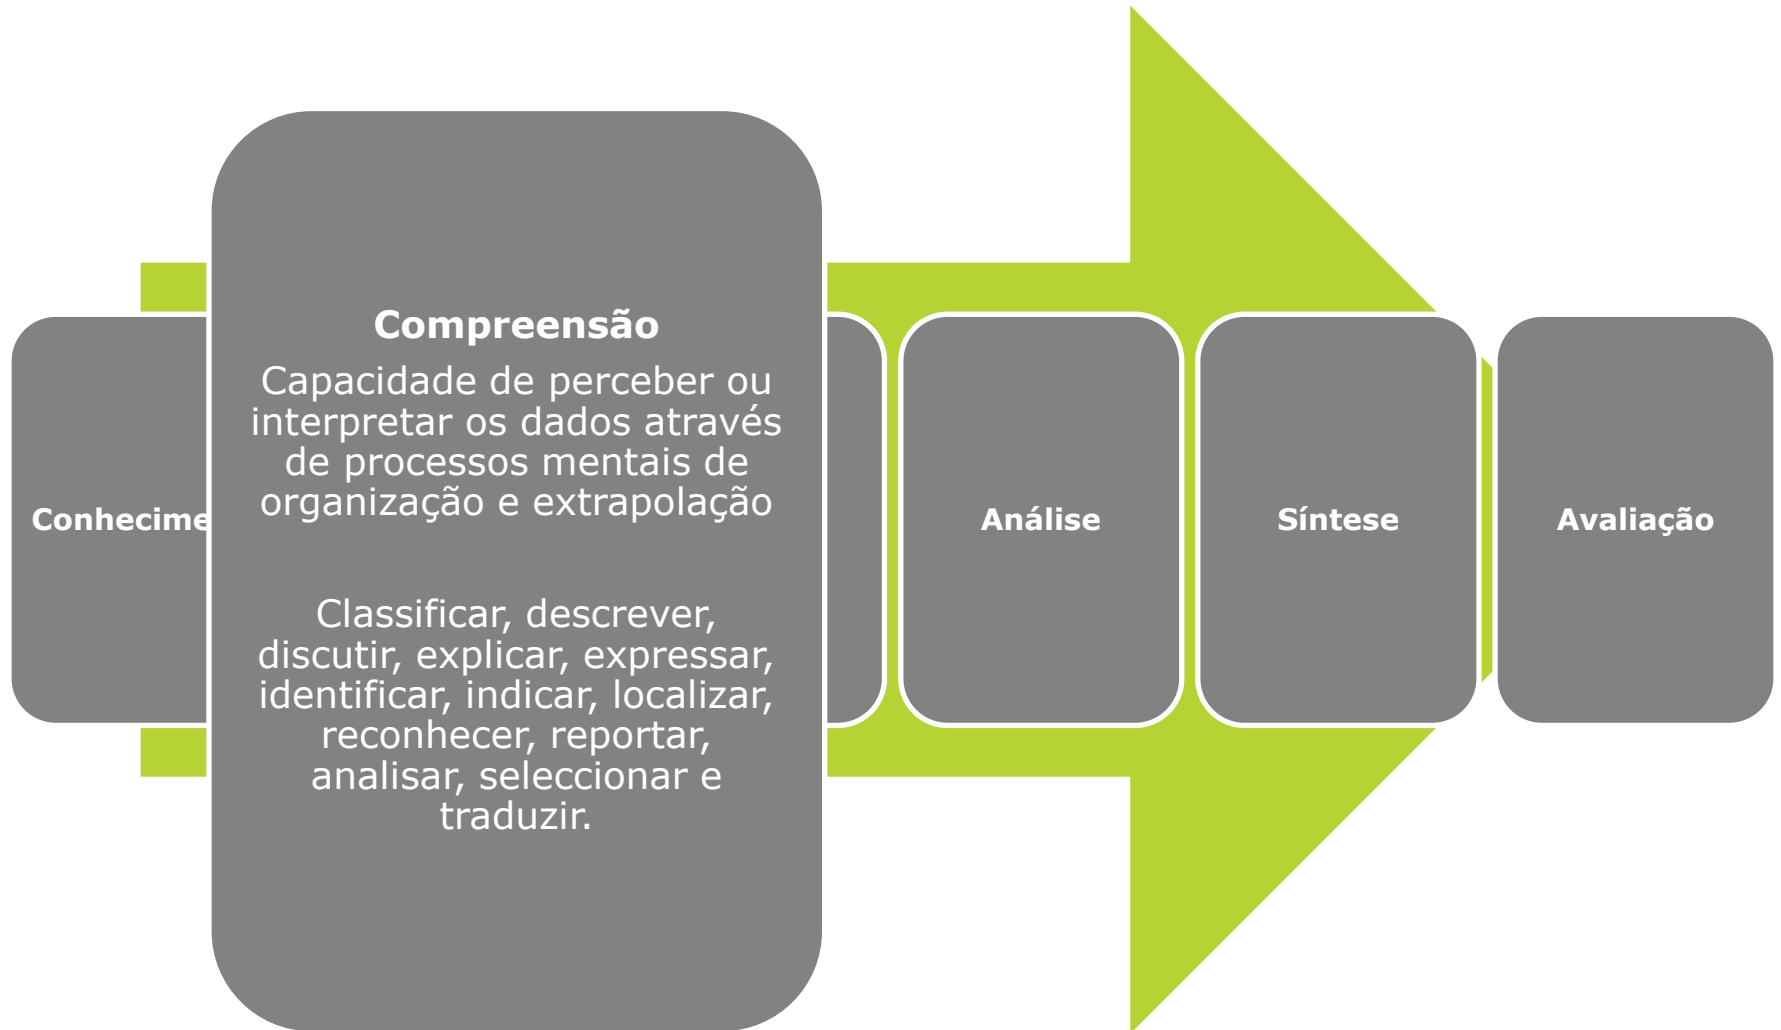 Compreensão
Capacidade de perceber ou
interpretar os dados através
de processos mentais de
organização e extrapolação
Classificar, descrever,
discutir, explicar, expressar,
identificar, indicar, localizar,
reconhecer, reportar,
analisar, seleccionar e
traduzir.
Conhecime
Análise
Síntese
Avaliação